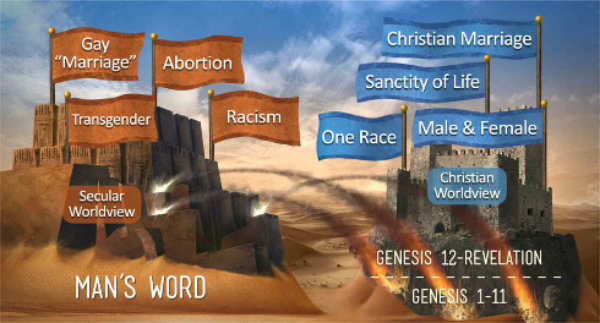 Gay
"Marriage"
Abortion
Transgender
Racism
Secular
Worldview
MAN'S WORD
Christian Marriage
Sanctity of Life
One Race
Male & Female
Christian
Worldview
GENESIS 12-REVELATION
GENESIS 1-11